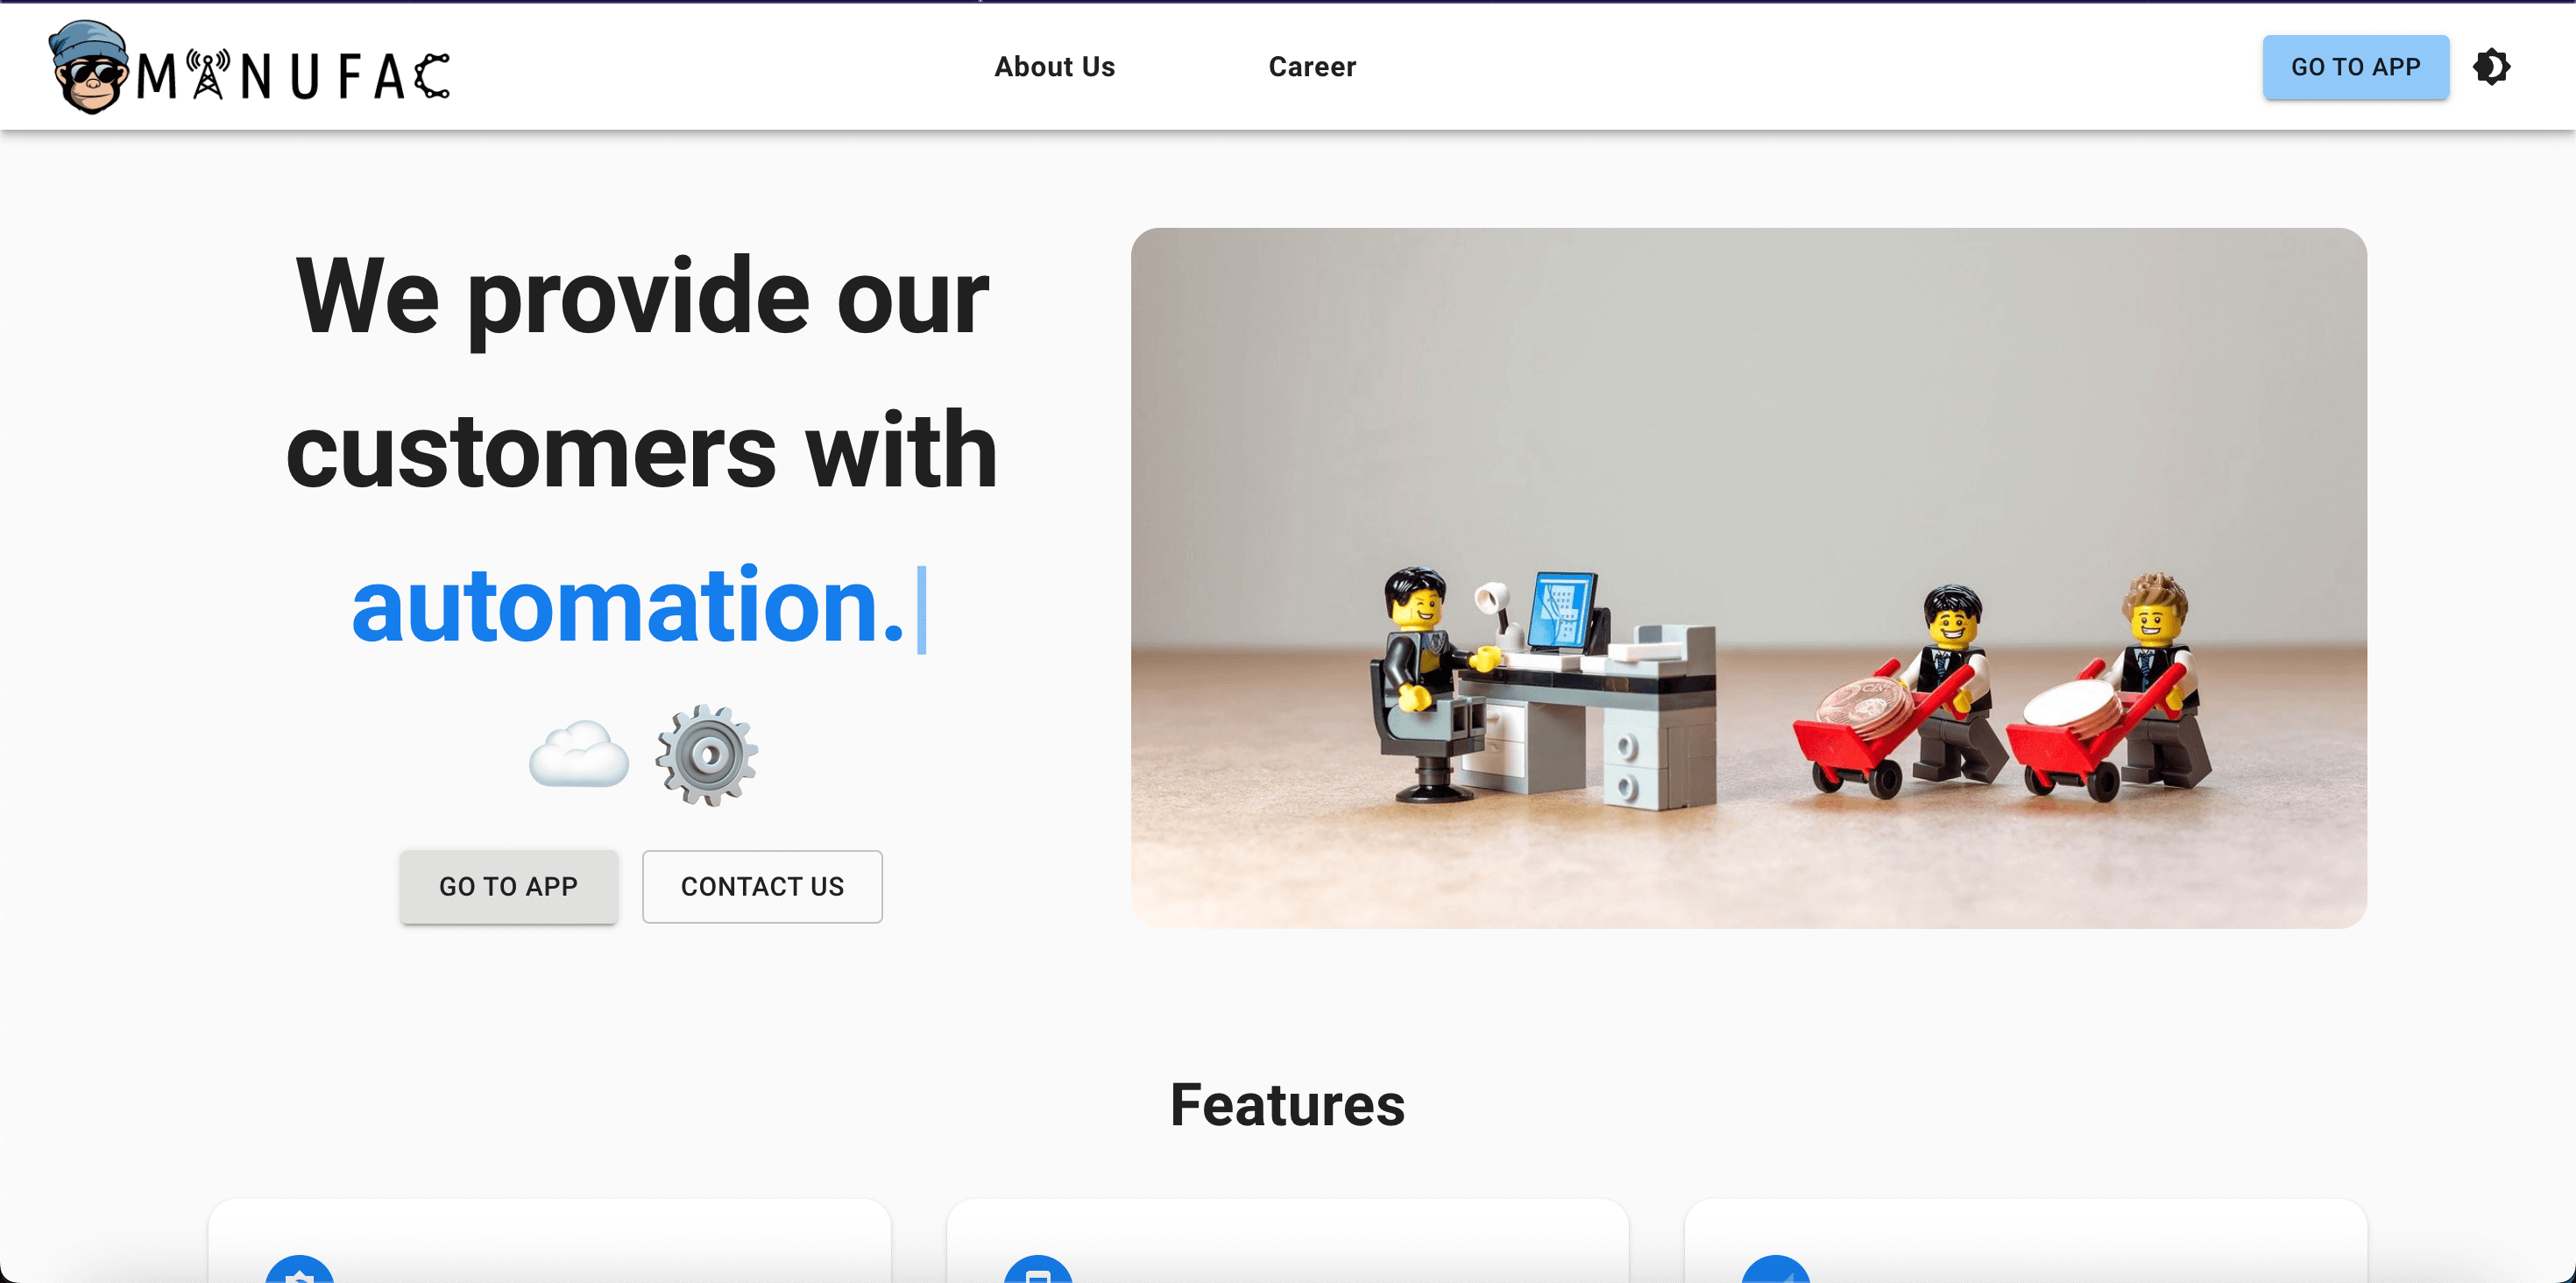 MANUFAC
About Us
Career
GO TO APP
We provide our
customers with
automation.
GO TO APP
CONTACT US
Features